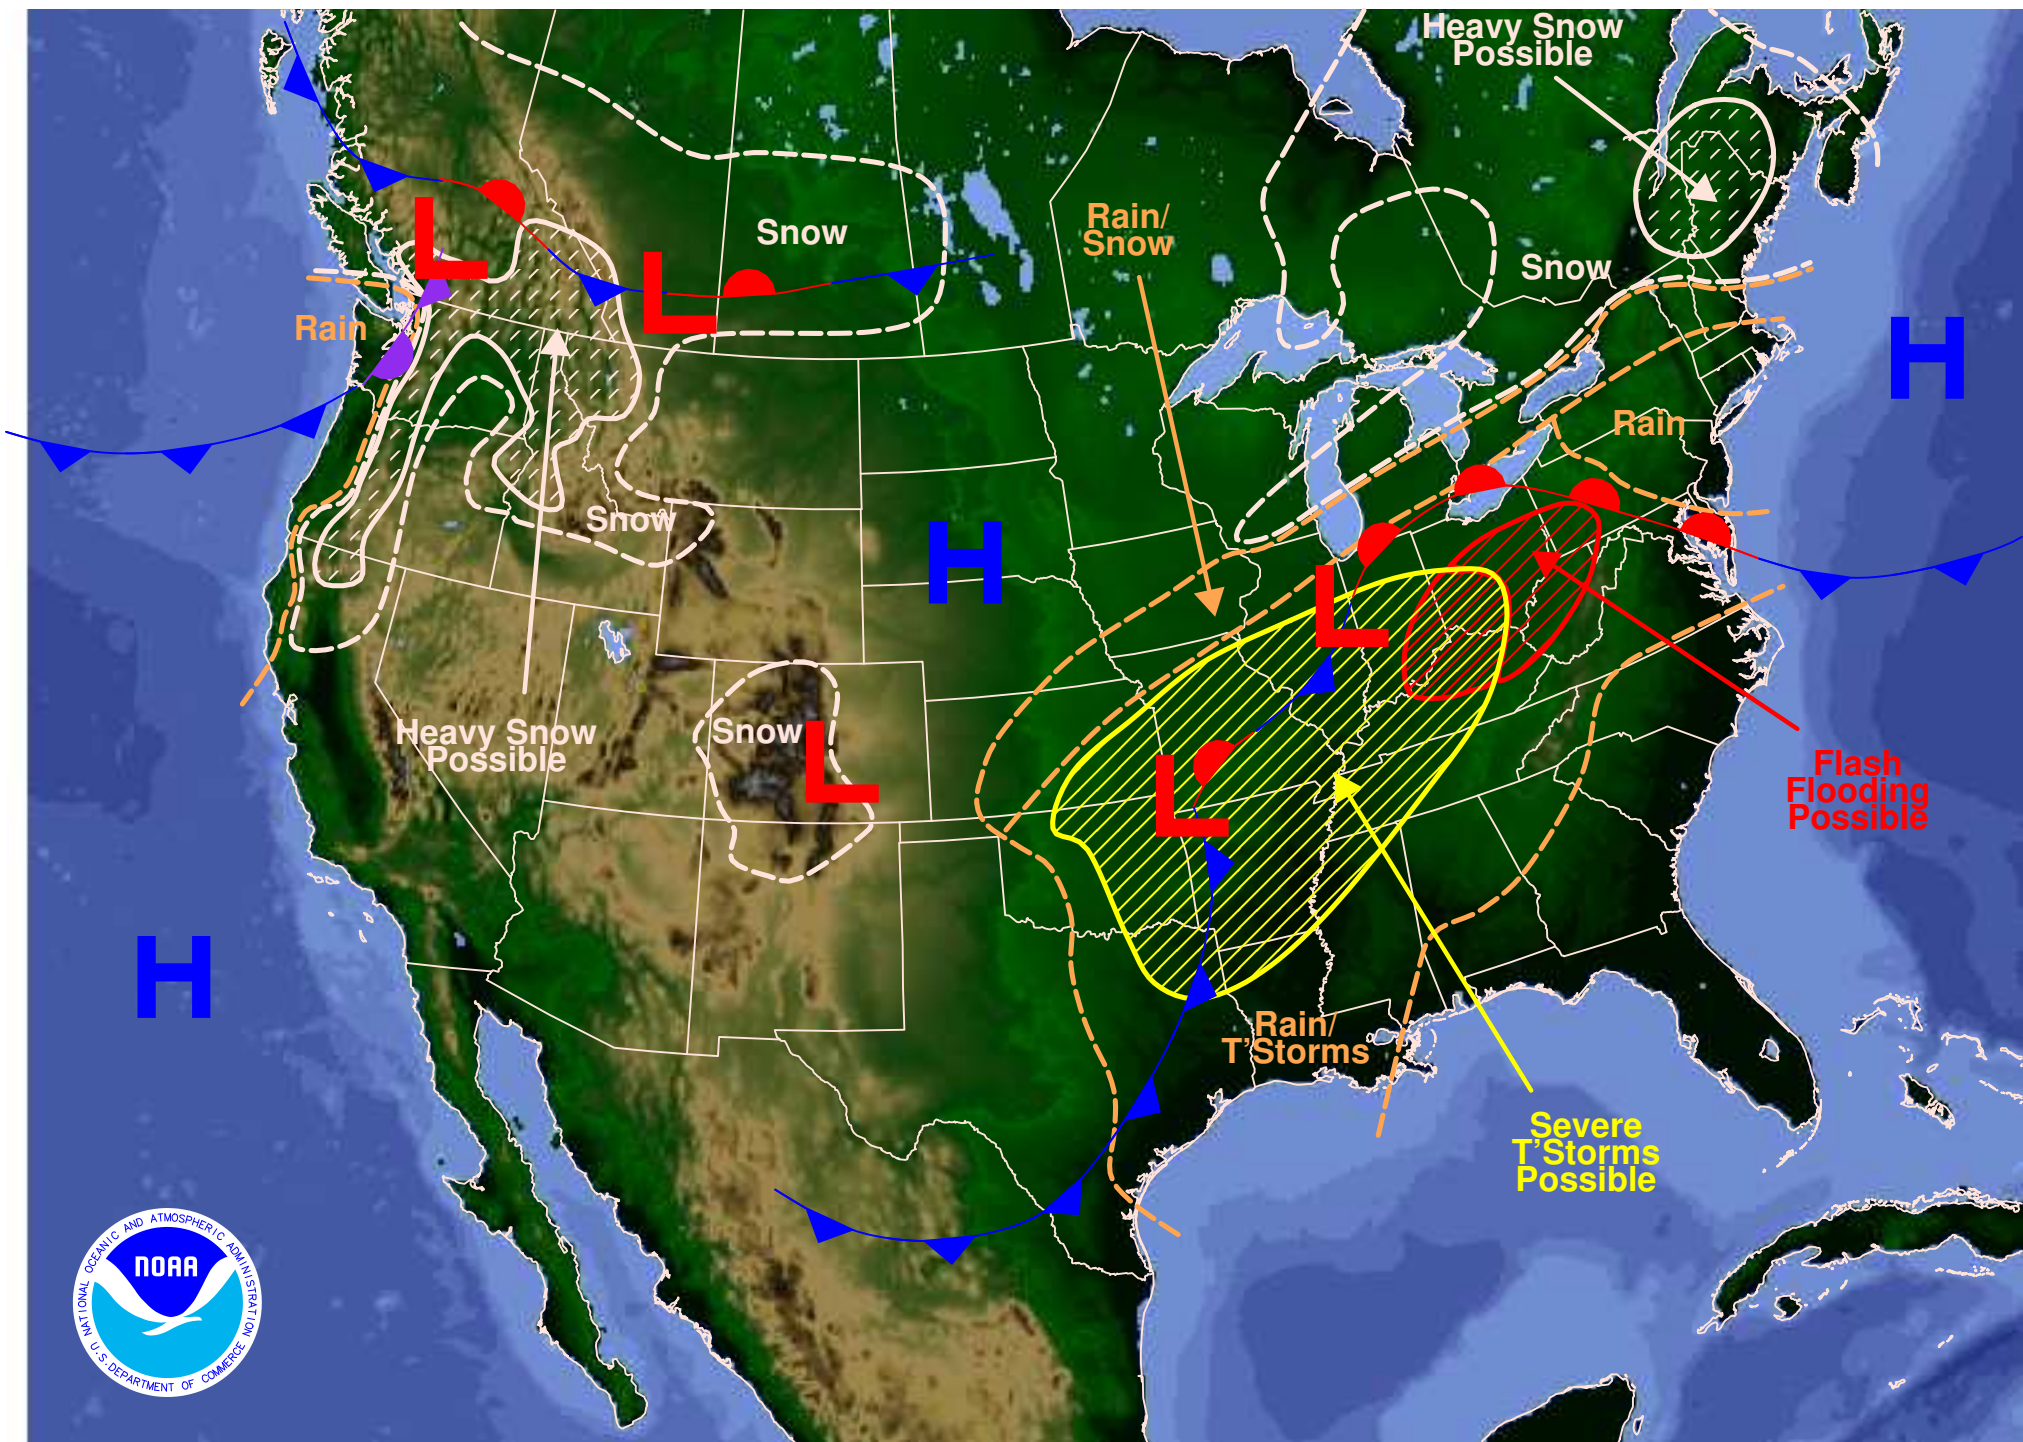 Heavy Snow
Possible
Rain/
Snow
Snow
Snow
L
L
Rain
H
Rain
Snow
H
L
Heavy Snow
Possible
Snow
L
L
Flash
Flooding
Possible
H
Rain/
T'Storms
Severe
T'Storms
Possible
NATIONAL OCEANIC AND ATMOSPHERIC ADMINISTRATION
NOAA
U.S. DEPARTMENT OF COMMERCE